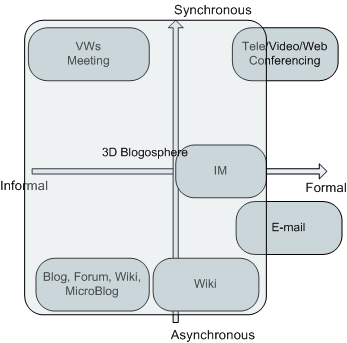 Synchronous
VWs
Meeting
Tele/Video/Web
Conferencing
3D Blogosphere
IM
Informal
Formal
E-mail
Blog, Forum, Wiki,
MicroBlog
Wiki
Asynchronous